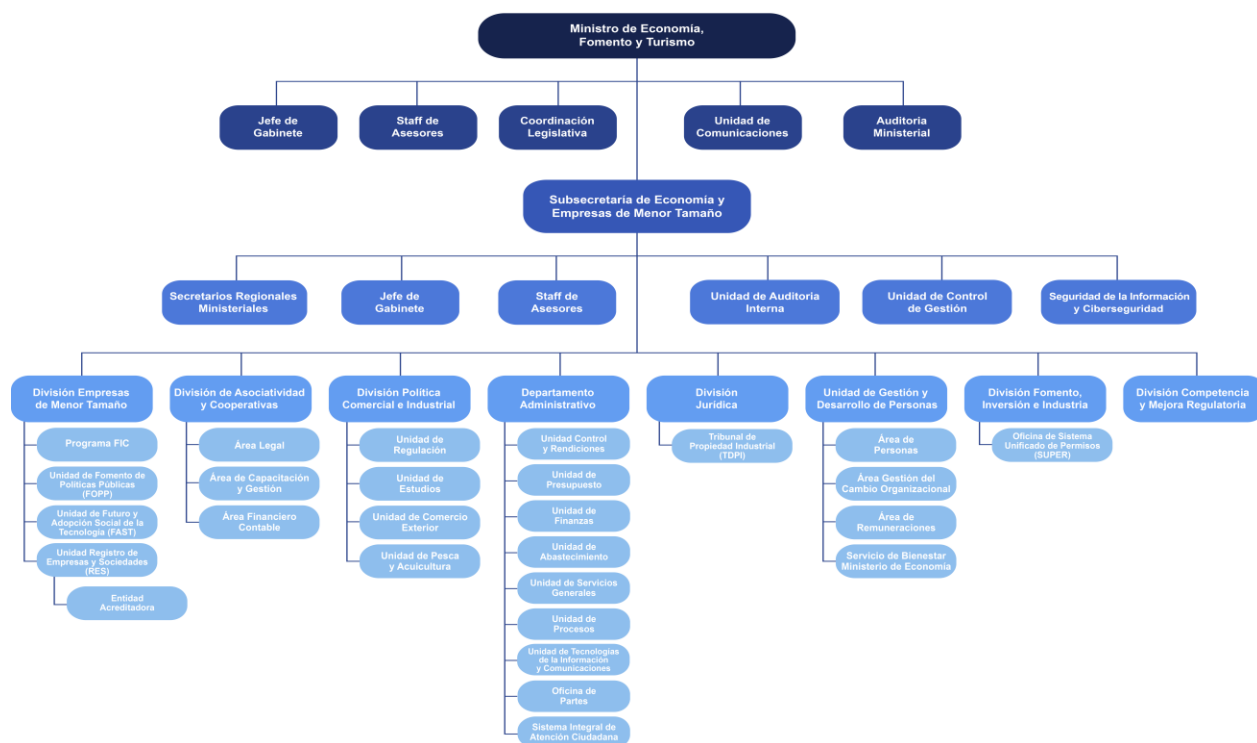 Ministro de Economía,
Fomento y Turismo
Jefe de
Gabinete
Staff de
Asesores
Coordinación
Legislativa
Unidad de
Comunicaciones
Auditoria
Ministerial
Subsecretaría de Economía y
Empresas de Menor Tamaño
Secretarios Regionales
Ministeriales
Jefe de
Gabinete
Staff de
Asesores
Unidad de Auditoria
Interna
Unidad de Control
de Gestión
Seguridad de la Información
y Ciberseguridad
División Empresas
de Menor Tamaño
Programa FIC
Unidad de Fomento de
Políticas Públicas
(FOPP)
Unidad de Futuro y
Adopción Social de la
Tecnología (FAST)
Unidad Registro de
Empresas y Sociedades
(RES)
Entidad
Acreditadora
División de Asociatividad
y Cooperativas
Área Legal
Área de Capacitación
y Gestión
Área Financiero
Contable
División Política
Comercial e Industrial
Unidad de
Regulación
Unidad de
Estudios
Unidad de Comercio
Exterior
Unidad de Pesca
y Acuicultura
Departamento
Administrativo
Unidad Control
y Rendiciones
Unidad de
Presupuesto
Unidad de
Finanzas
Unidad de
Abastecimiento
Unidad de Servicios
Generales
Unidad de
Procesos
Unidad de Tecnologías
de la Información
y Comunicaciones
Oficina de
Partes
Sistema Integral de
Atención Ciudadana
División
Jurídica
Tribunal de
Propiedad Industrial
(TDPI)
Unidad de Gestión y
Desarrollo de Personas
Área de
Personas
Área Gestión del
Cambio Organizacional
Área de
Remuneraciones
Servicio de Bienestar
Ministerio de Economía
División Fomento,
Inversión e Industria
Oficina de Sistema
Unificado de Permisos
(SUPER)
División Competencia
y Mejora Regulatoria